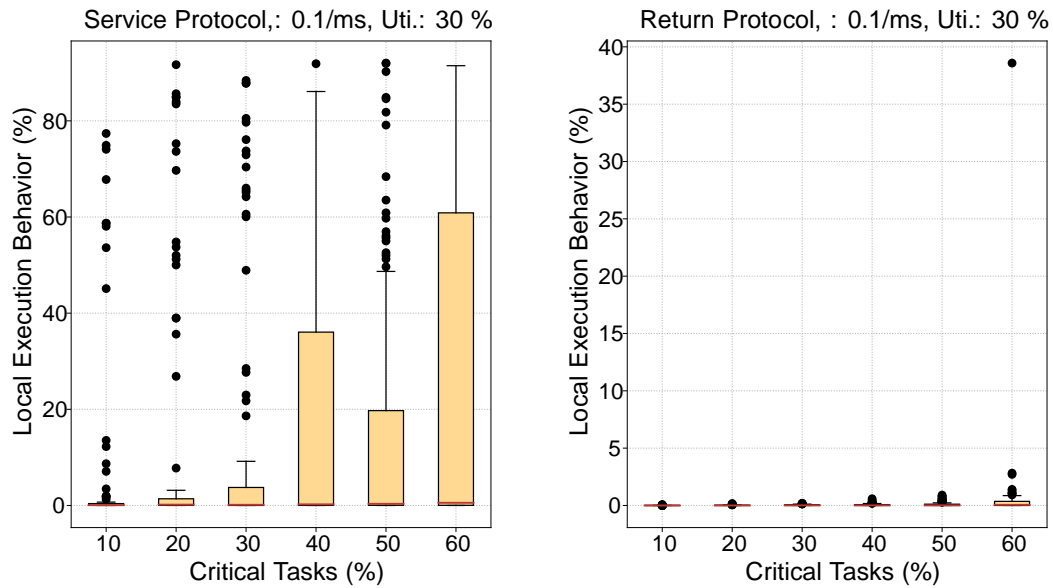 Service Protocol,: 0.1/ms, Uti.: 30 %
Local Execution Behavior (%)
80
60
40
20
0
10 20 30 40 50 60
Critical Tasks (%)
Return Protocol, : 0.1/ms, Uti.: 30 %
Local Execution Behavior (%)
40
35
30
25
20
15
10
5
0
10 20 30 40 50 60
Critical Tasks (%)